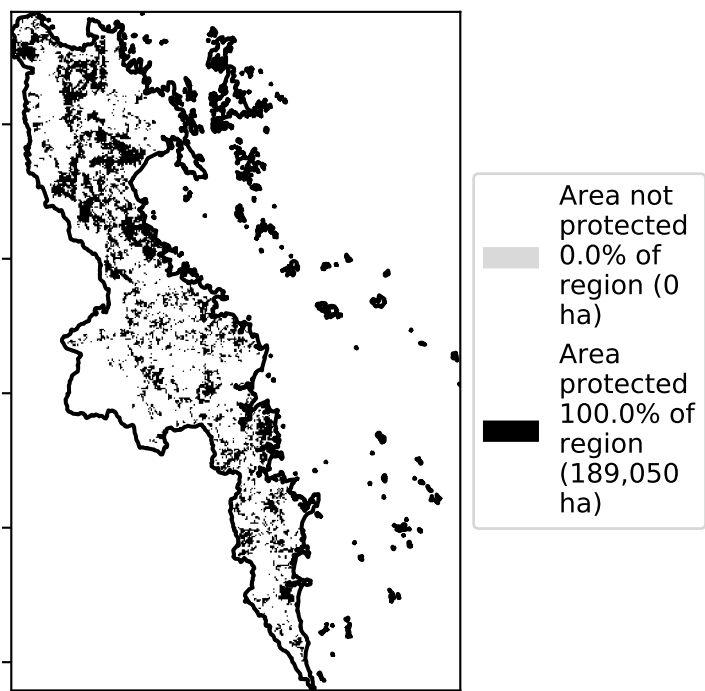 Area not
protected
0.0% of
region (0
ha)
Area
protected
100.0% of
region
(189,050
ha)